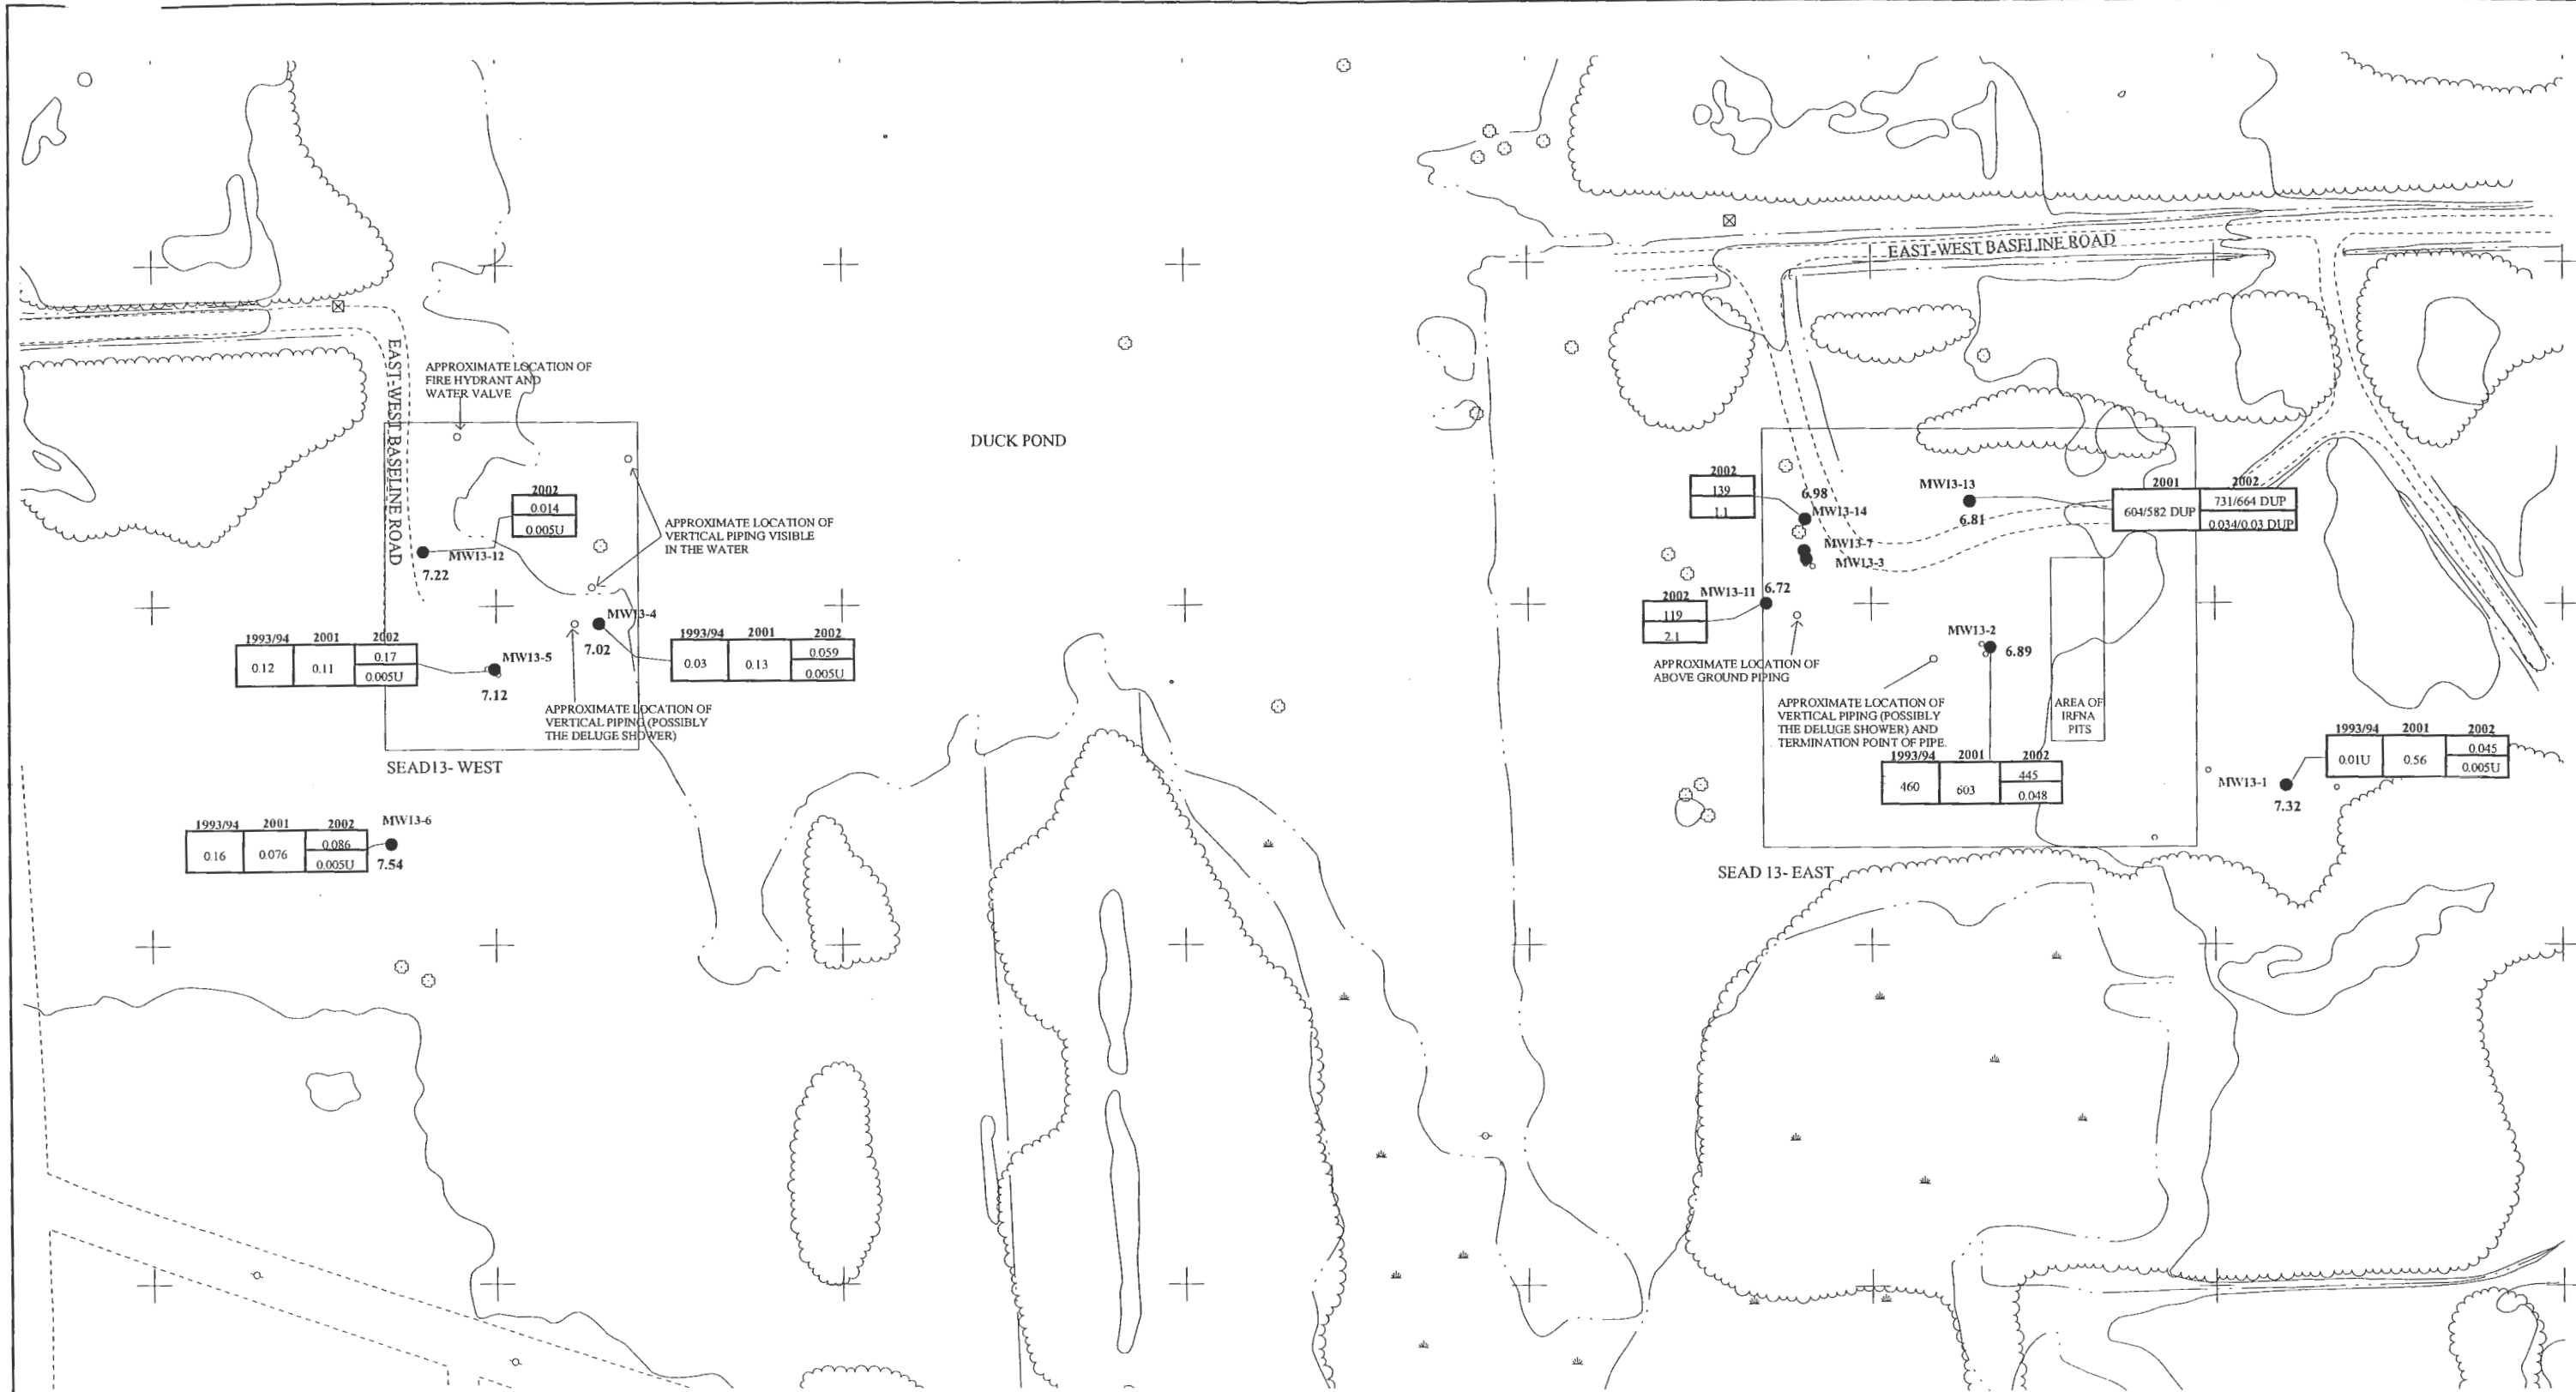 EAST-WEST BASELINE ROAD
EAST-WEST BASELINE ROAD
APPROXIMATE LOCATION OF
FIRE HYDRANT AND
WATER VALVE
DUCK POND
2002
0.014
0.005U
APPROXIMATE LOCATION OF
VERTICAL PIPING VISIBLE
IN THE WATER
MW13-12
7.22
MW13-4
7.02
1993/94 2001 2002
0.12 0.11 0.17
0.005U
MW13-5
7.12
1993/94 2001 2002
0.03 0.13 0.059
0.005U
APPROXIMATE LOCATION OF
VERTICAL PIPING (POSSIBLY
THE DELUGE SHOWER)
SEAD13- WEST
1993/94 2001 2002
0.16 0.076 0.086
0.005U
MW13-6
7.54
2002
139
1.1
6.98
MW13-14
MW13-7
MW13-3
MW13-13
6.81
2001 2002
604/582 DUP 731/664 DUP
0.034/0.03 DUP
2002
119
2.1
MW13-11 6.72
APPROXIMATE LOCATION OF
ABOVE GROUND PIPING
MW13-2
6.89
APPROXIMATE LOCATION OF
VERTICAL PIPING (POSSIBLY
THE DELUGE SHOWER) AND
TERMINATION POINT OF PIPE.
AREA OF
IRFNA
PITS
1993/94 2001 2002
460 603 445
0.048
1993/94 2001 2002
0.01U 0.56 0.045
0.005U
MW13-1
7.32
SEAD 13- EAST